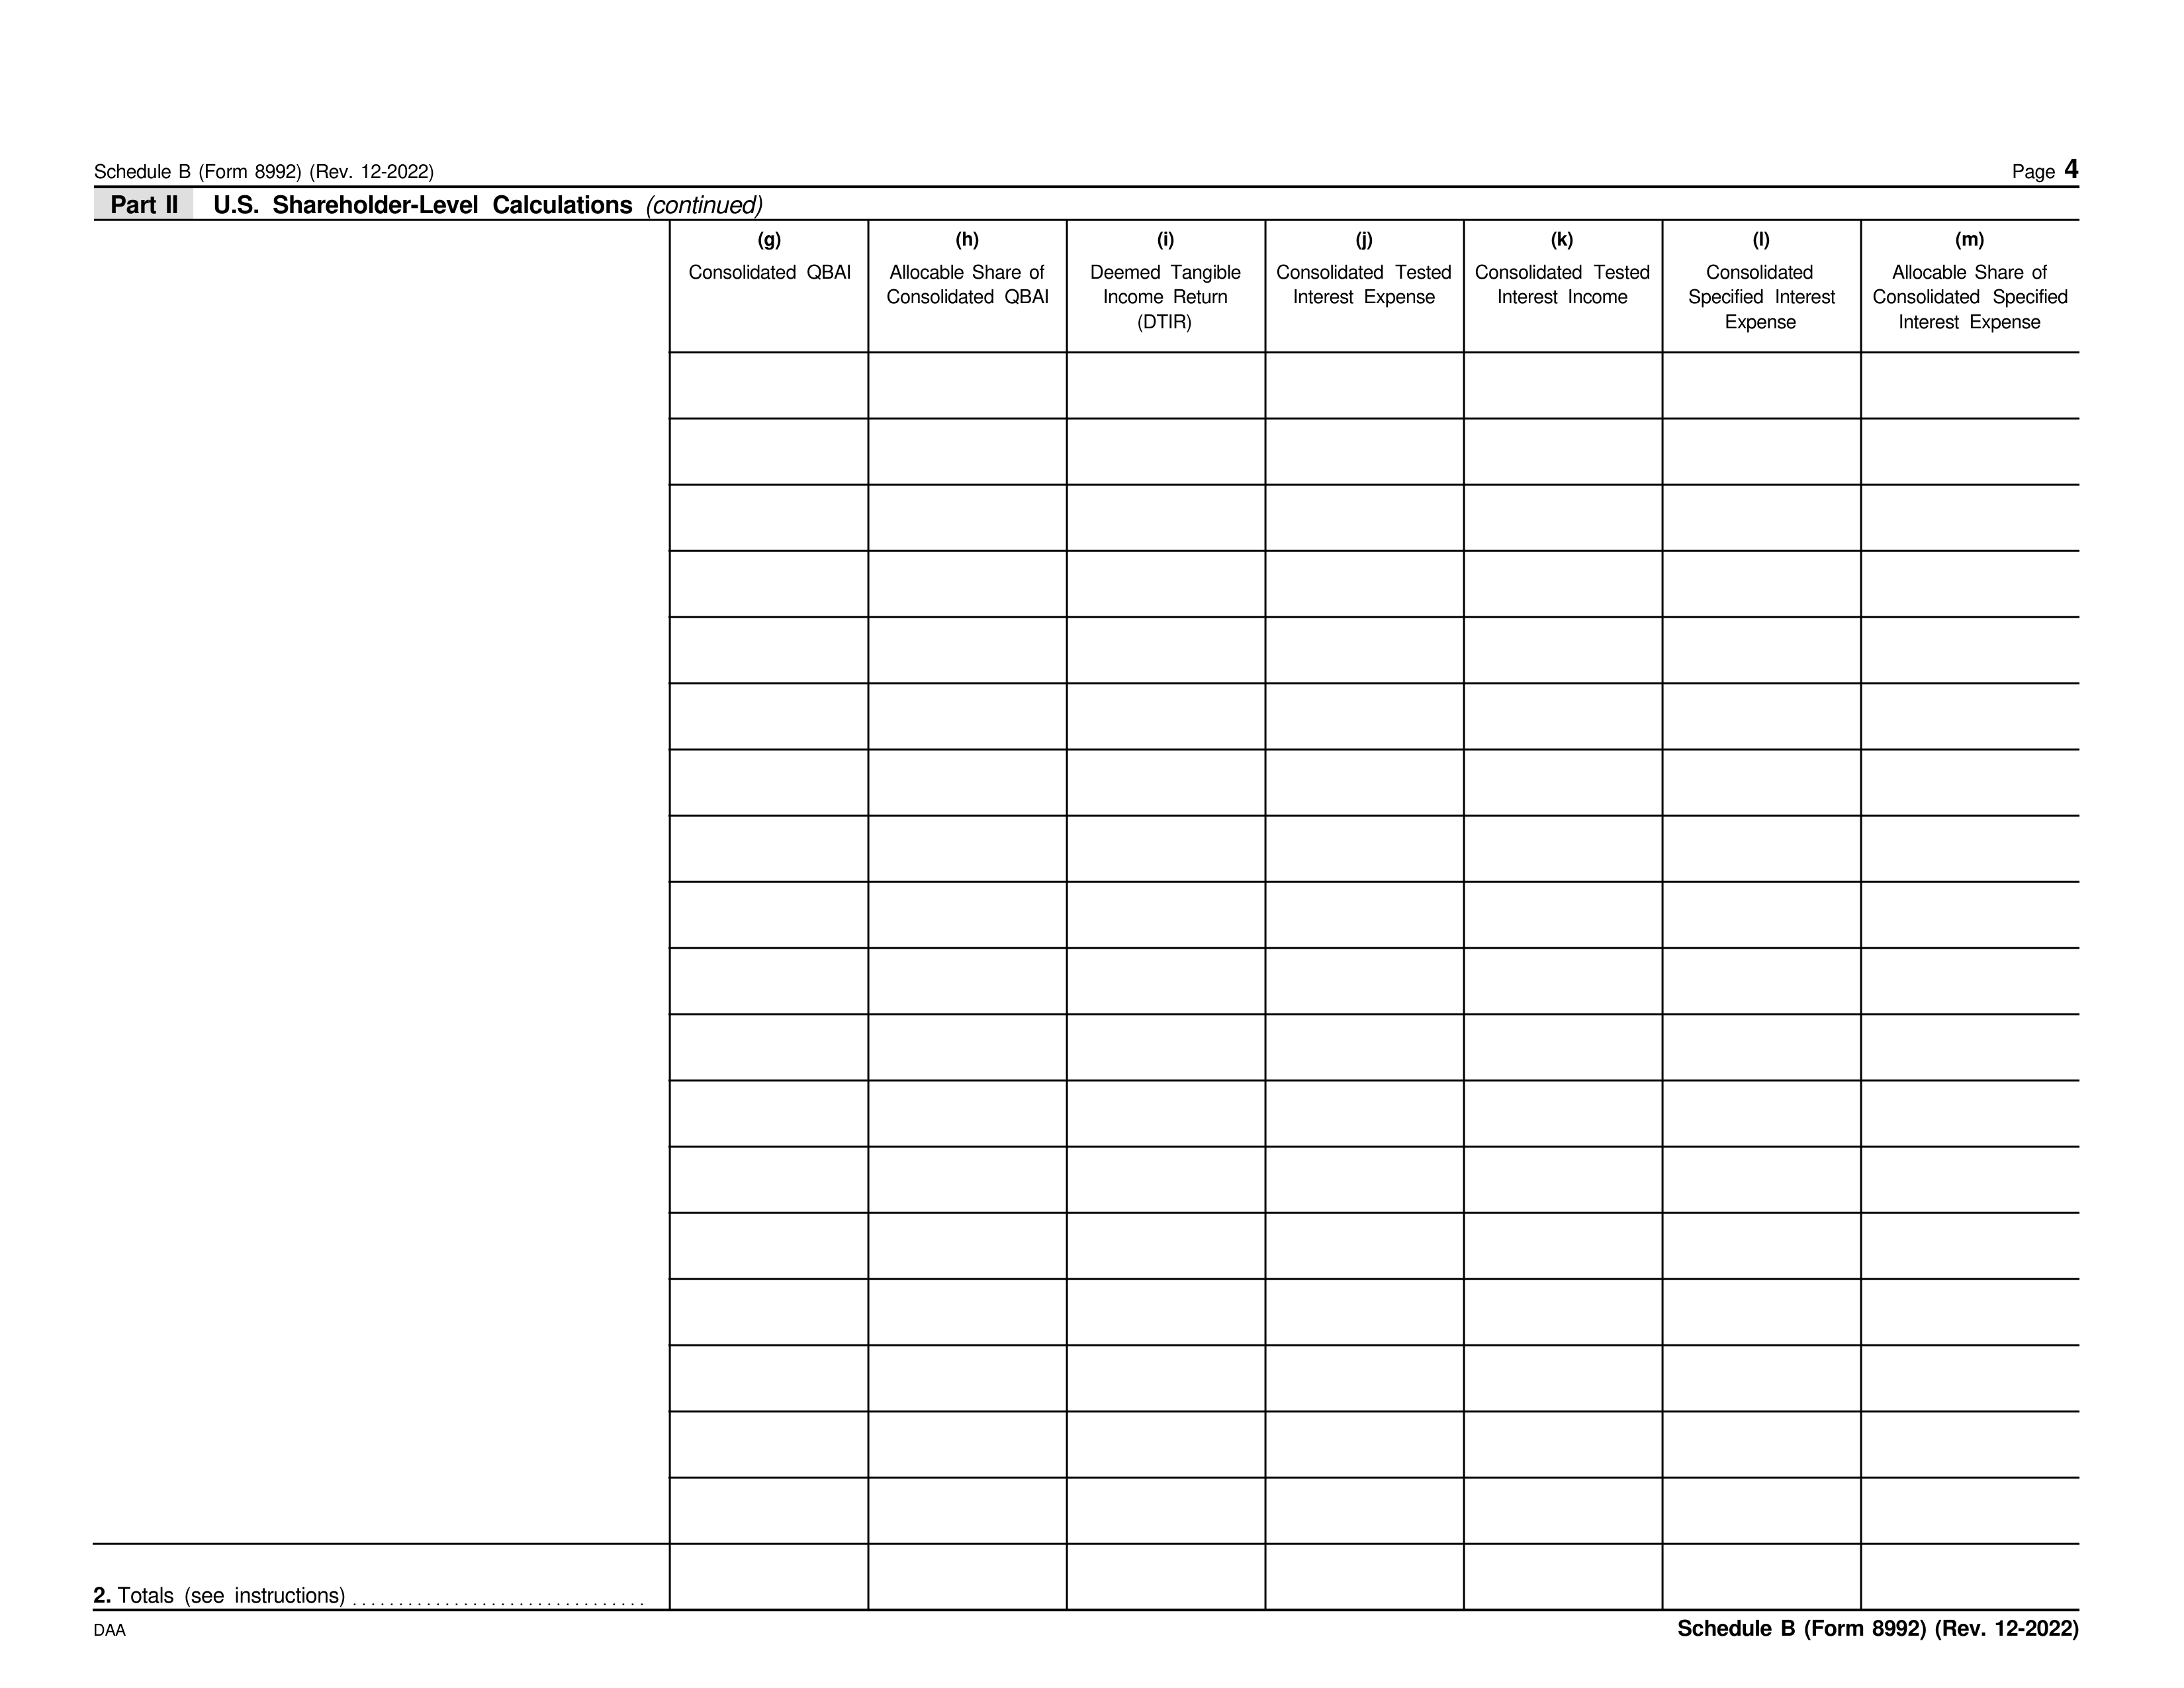 Schedule B (Form 8992) (Rev. 12-2022) Page 4
Part II U.S. Shareholder-Level Calculations (continued)
(g) (h) (i) (j) (k) (l) (m)
Consolidated QBAI Allocable Share of Deemed Tangible Consolidated Tested Consolidated Tested Consolidated Allocable Share of
Consolidated QBAI Income Return Interest Expense Interest Income Specified Interest Consolidated Specified
(DTIR) Expense Interest Expense
2. Totals (see instructions) ................................
DAA Schedule B (Form 8992) (Rev. 12-2022)